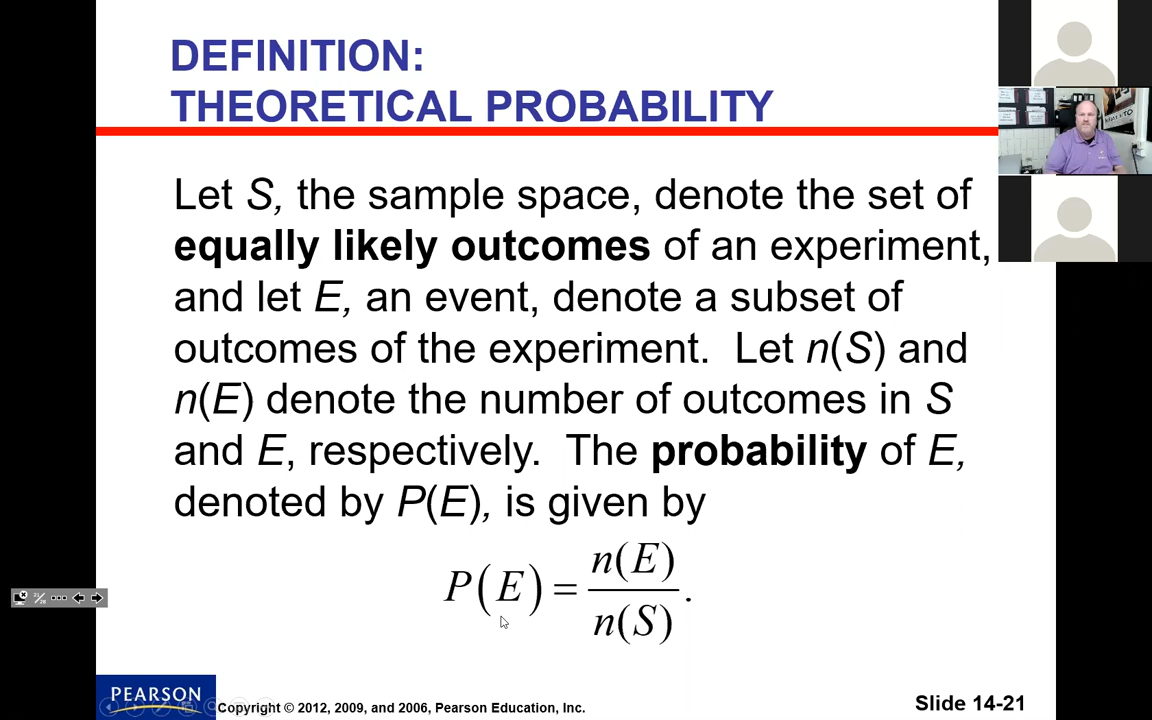 DEFINITION:
THEORETICAL PROBABILITY
Let S, the sample space, denote the set of
equally likely outcomes of an experiment,
and let E, an event, denote a subset of
outcomes of the experiment. Let n(S) and
n(E) denote the number of outcomes in S
and E, respectively. The probability of E,
denoted by P(E), is given by
P(E) = n(E)/n(S).
PEARSON
Copyright © 2012, 2009, and 2006, Pearson Education, Inc.
Slide 14-21